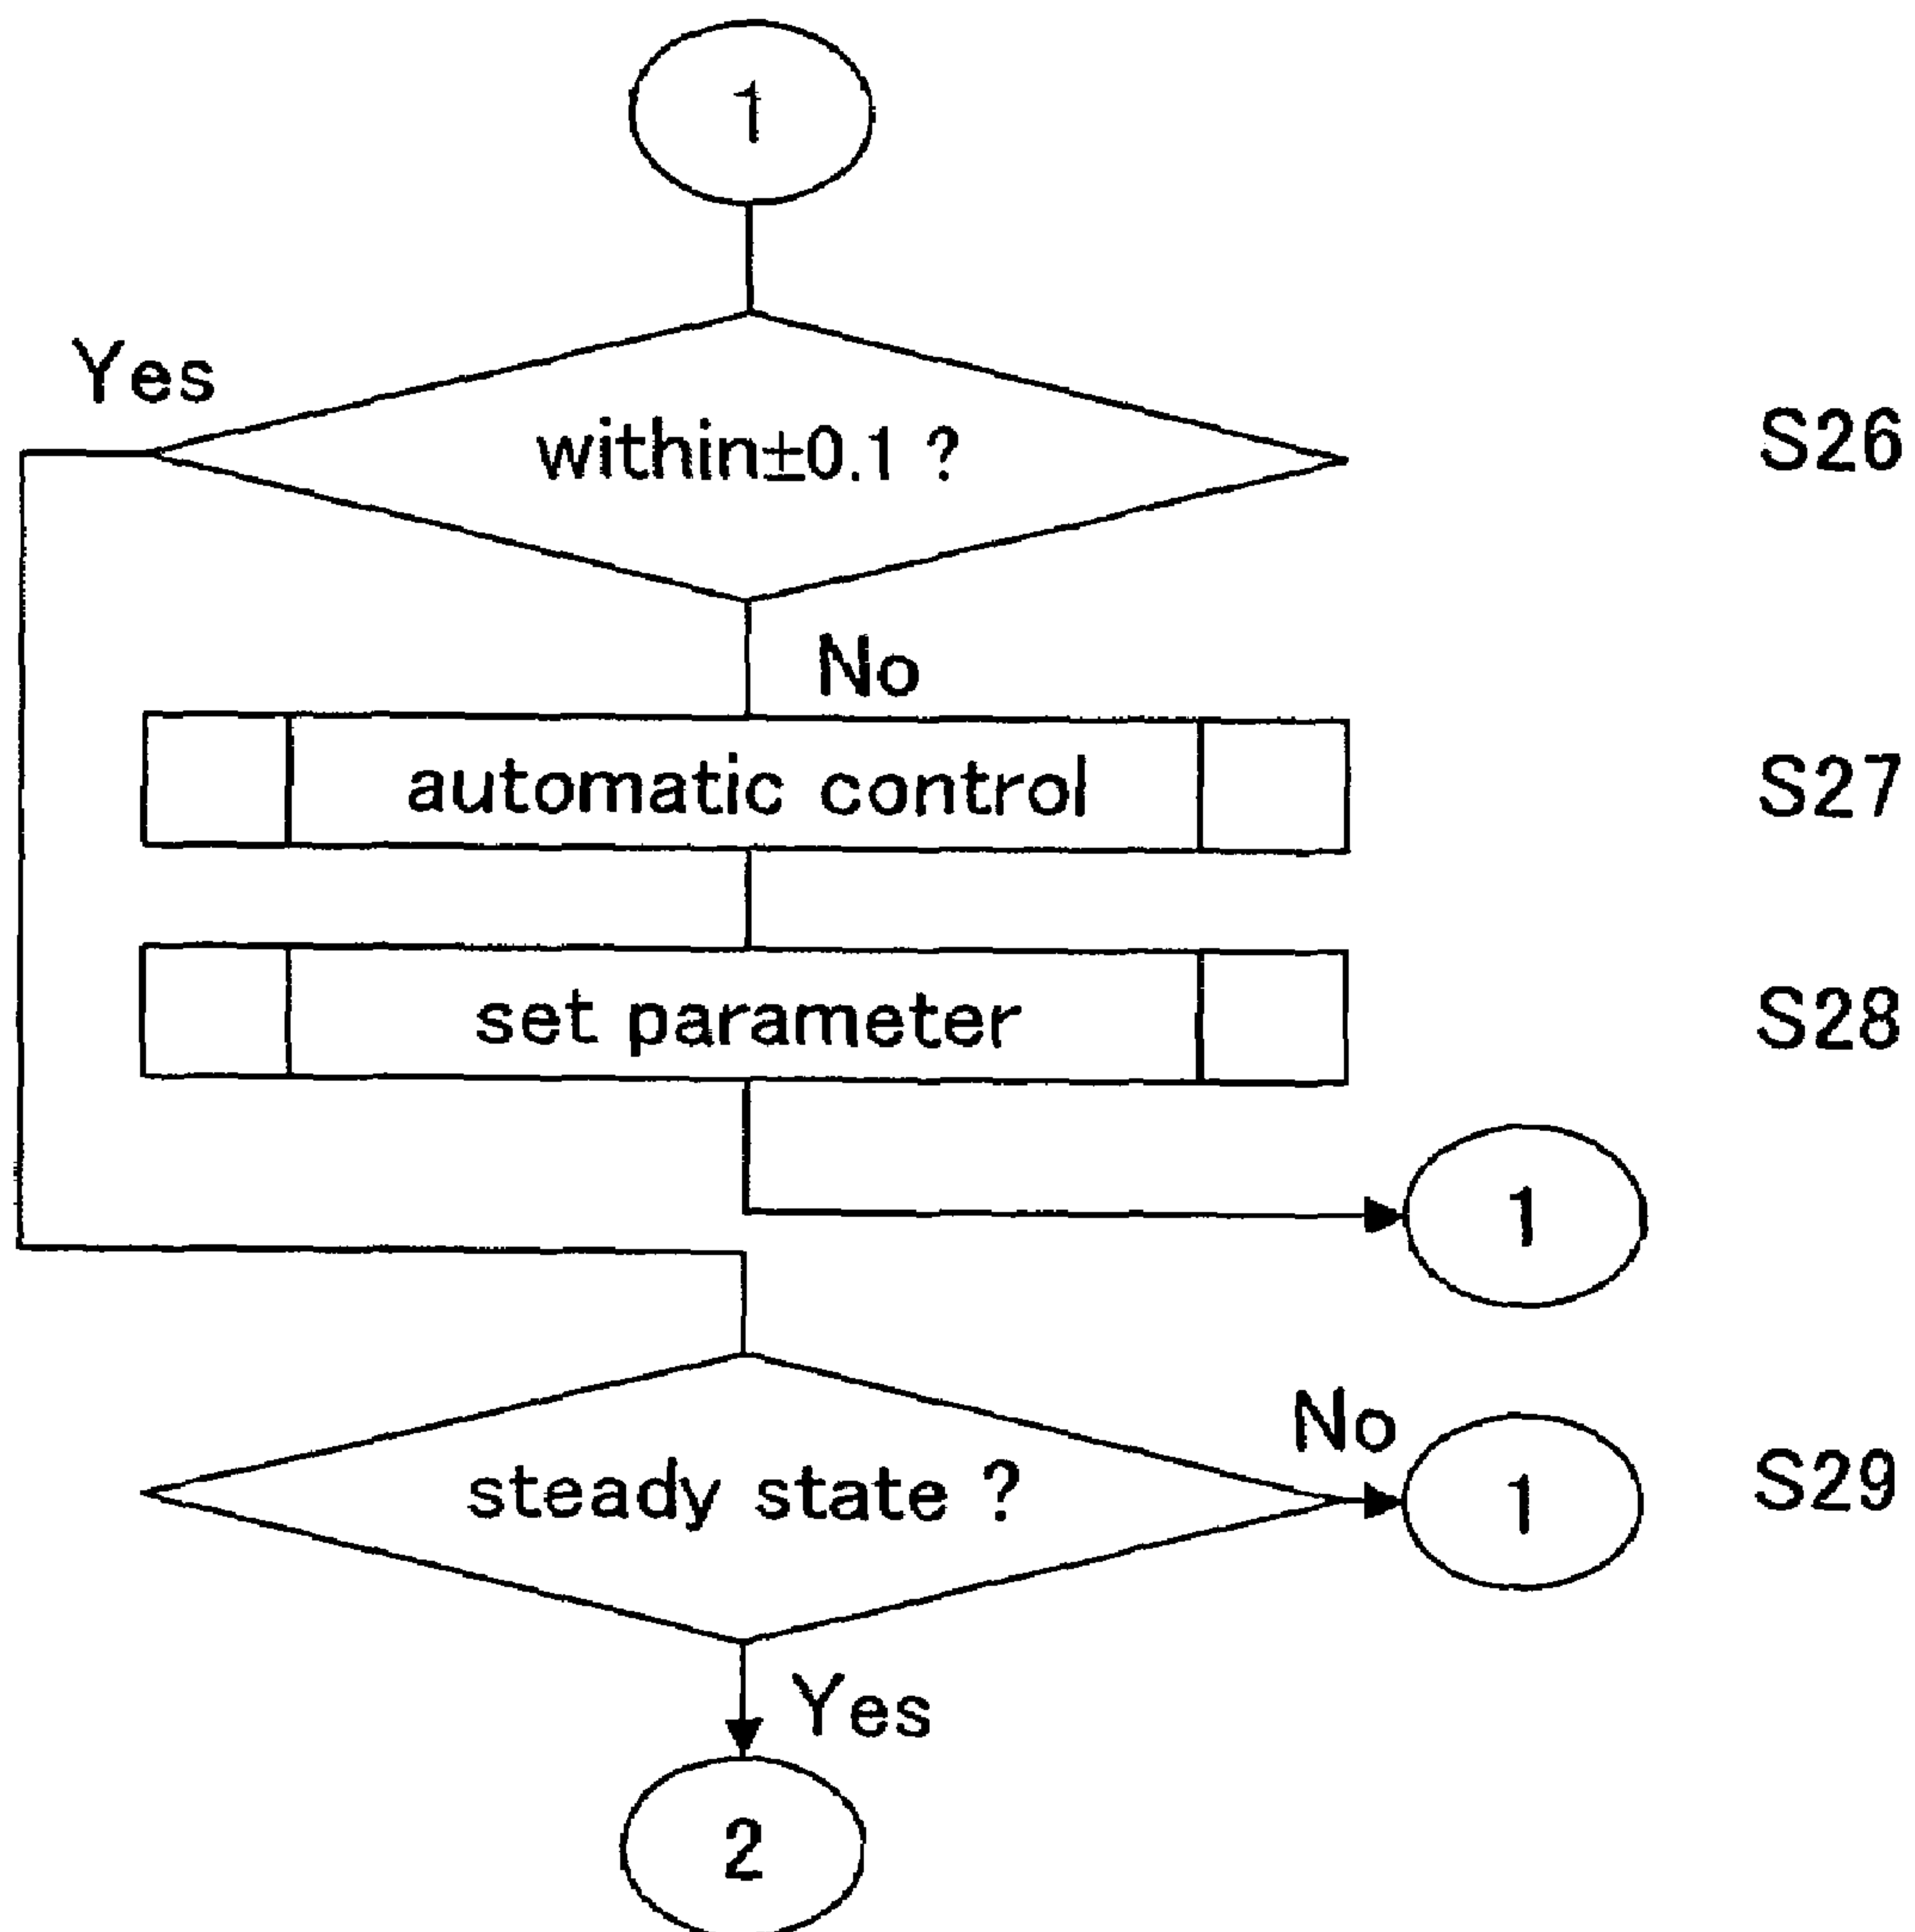 1
Yes
within±0.1 ?
S26
No
automatic control
S27
set parameter
S28
1
No
steady state ?
1
S29
Yes
2